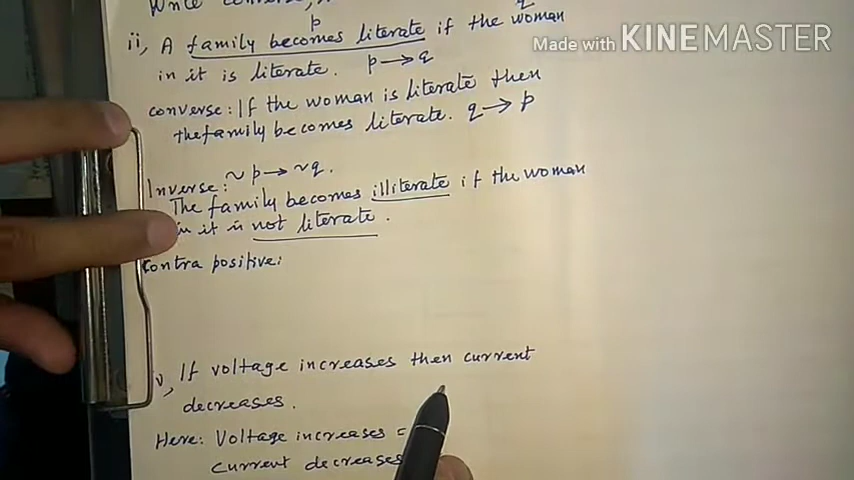 Write converse,
p
q
ii, A family becomes literate if the woman
in it is literate. p → q
converse: If the woman is literate then
the family becomes literate. q → p
Inverse: ~p → ~q.
The family becomes illiterate if the woman
in it is not literate.
Contra positive:
v, If voltage increases then current
decreases.
Here: Voltage increases =
current decreases
Made with KINEMASTER